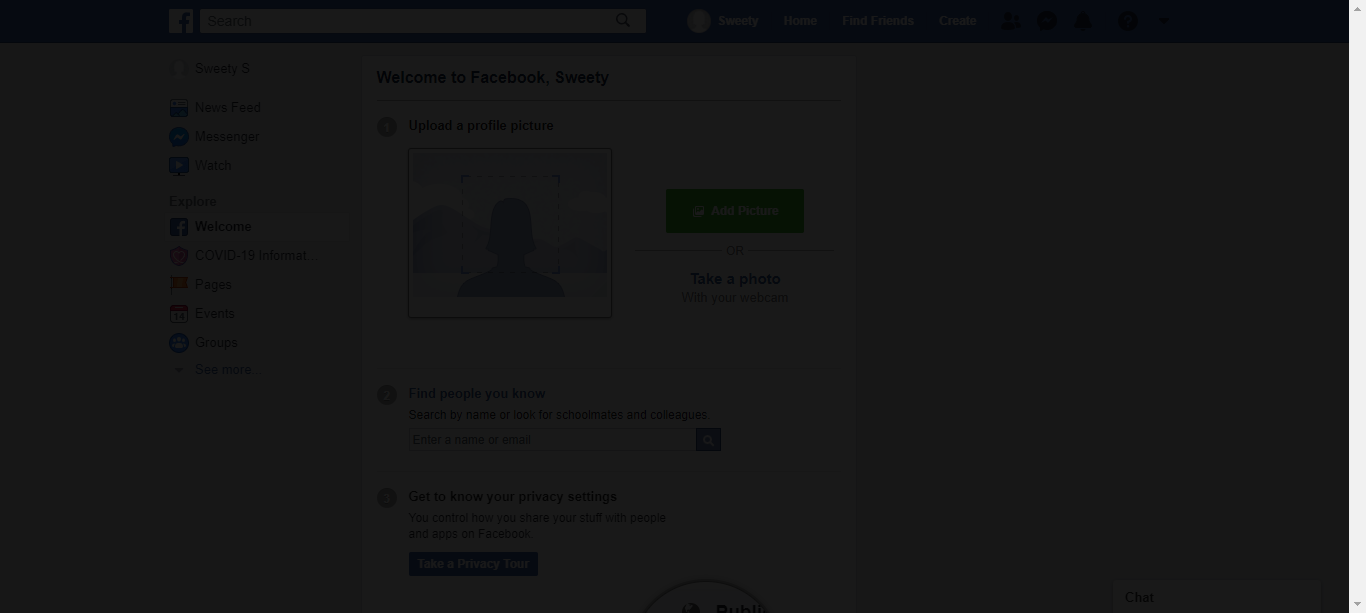 Search
Sweety
Home
Find Friends
Create
Sweety S
News Feed
Messenger
Watch
Explore
Welcome
COVID-19 Informat...
Pages
Events
14
Groups
See more...
Welcome to Facebook, Sweety
1 Upload a profile picture
Add Picture
OR
Take a photo
With your webcam
2 Find people you know
Search by name or look for schoolmates and colleagues.
Enter a name or email
3 Get to know your privacy settings
You control how you share your stuff with people
and apps on Facebook.
Take a Privacy Tour
Publi
Chat